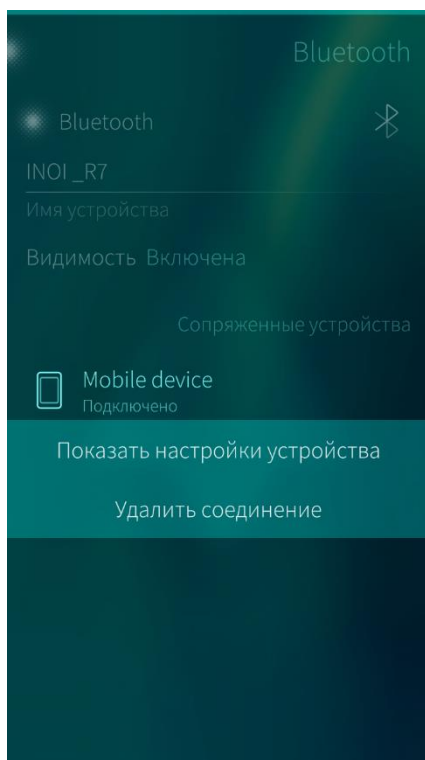 Bluetooth
Bluetooth
INOI _R7
Имя устройства
Видимость Включена
Сопряженные устройства
Mobile device
Подключено
Показать настройки устройства
Удалить соединение